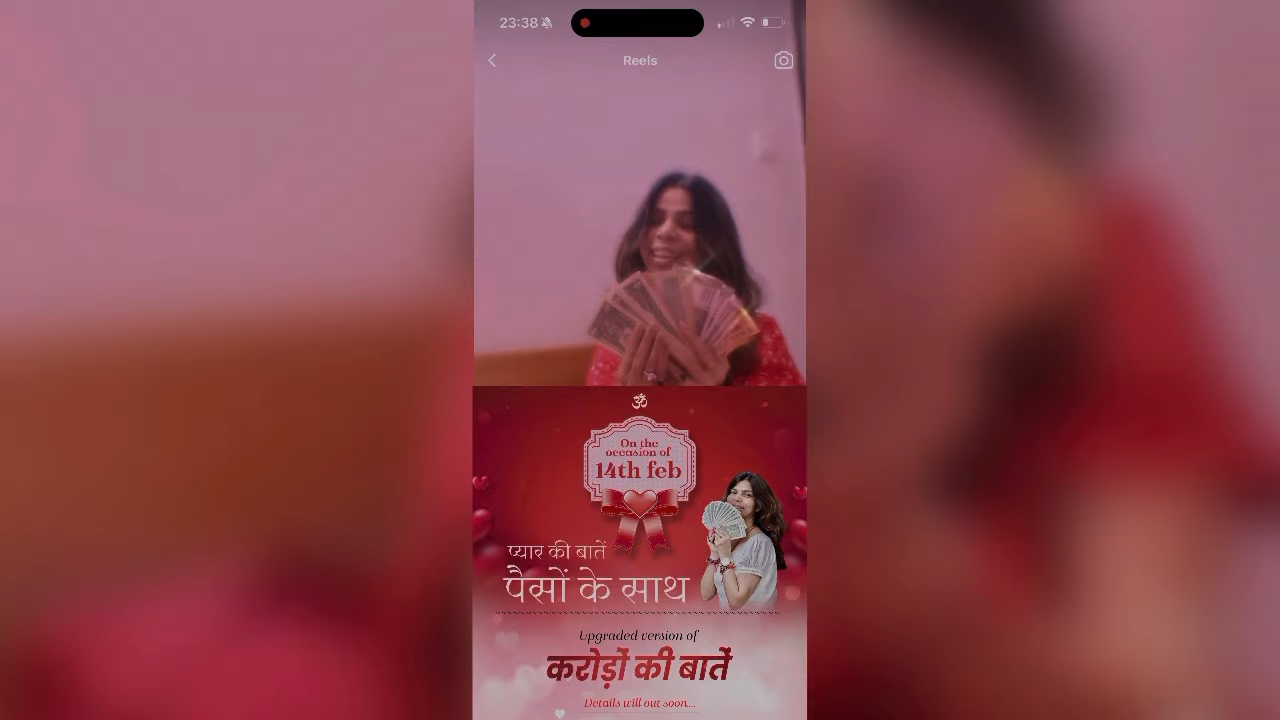 23:38
Reels
ॐ
On the
occasion of
14th feb
प्यार की बातें
पैसों के साथ
Upgraded version of
करोड़ों की बातें
Details will out soon...